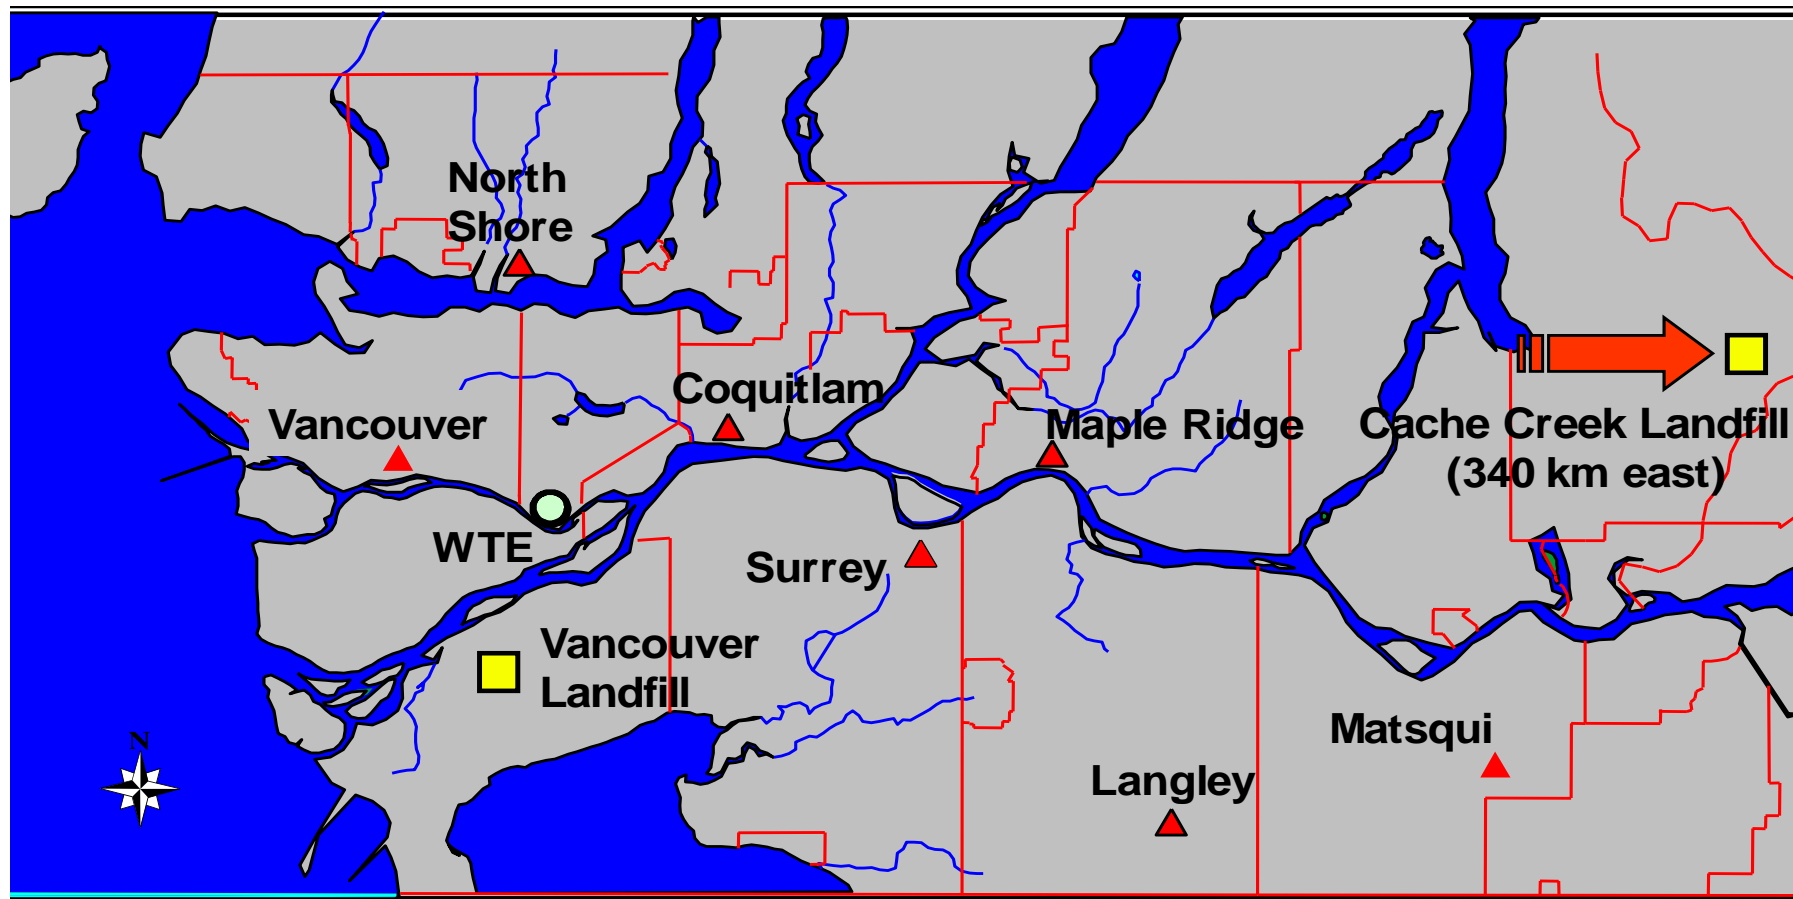 North
Shore
Coquitlam
Vancouver
Maple Ridge
Cache Creek Landfill
(340 km east)
WTE
Surrey
Vancouver
Landfill
Matsqui
N
Langley